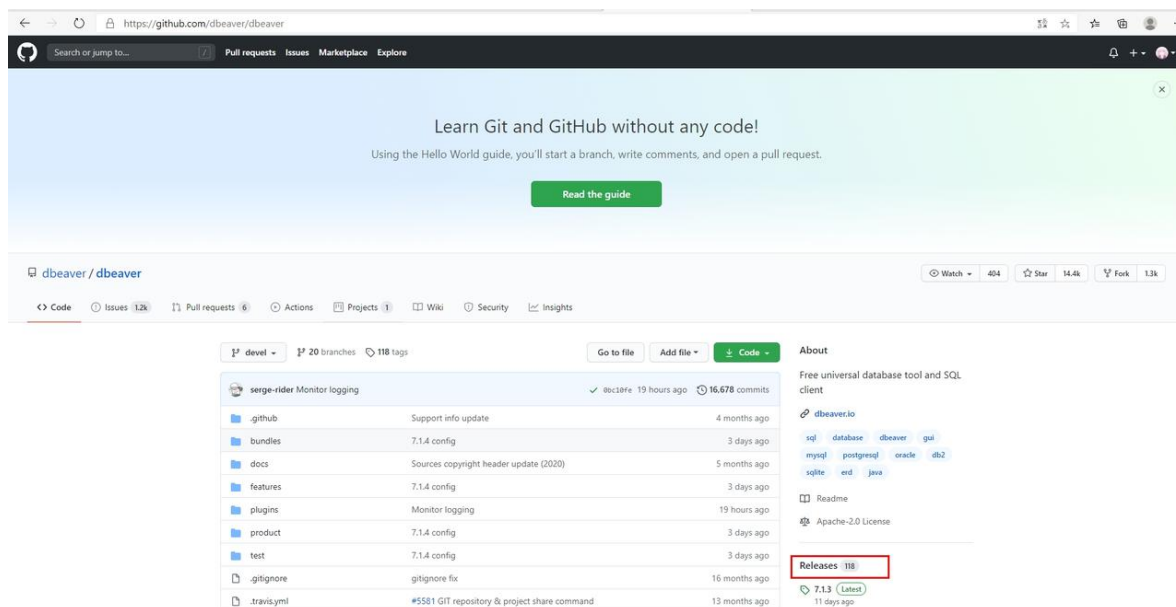 https://github.com/dbeaver/dbeaver
Search or jump to... / Pull requests Issues Marketplace Explore
Learn Git and GitHub without any code!
Using the Hello World guide, you'll start a branch, write comments, and open a pull request.
Read the guide
dbeaver / dbeaver
Watch 404 Star 14.4k Fork 1.3k
Code Issues 1.2k Pull requests 6 Actions Projects 1 Wiki Security Insights
devel 20 branches 118 tags Go to file Add file Code
serge-rider Monitor logging 0bc10fe 19 hours ago 16,678 commits
.github Support info update 4 months ago
bundles 7.1.4 config 3 days ago
docs Sources copyright header update (2020) 5 months ago
features 7.1.4 config 3 days ago
plugins Monitor logging 19 hours ago
product 7.1.4 config 3 days ago
test 7.1.4 config 3 days ago
.gitignore gitignore fix 16 months ago
.travis.yml #5581 GIT repository & project share command 13 months ago
About
Free universal database tool and SQL
client
dbeaver.io
sql database dbeaver gui
mysql postgresql oracle db2
sqlite erd java
Readme
Apache-2.0 License
Releases 118
7.1.3 Latest
11 days ago